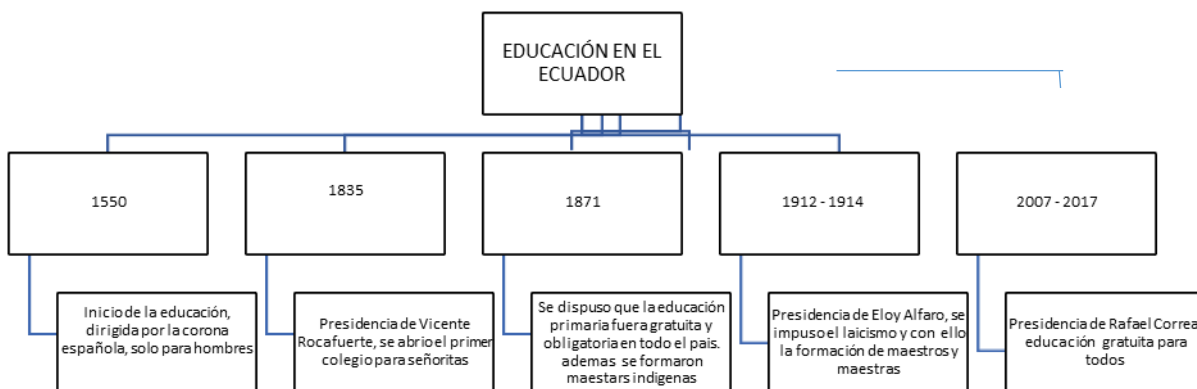 EDUCACIÓN EN EL
ECUADOR
1550
1835
1871
1912 - 1914
2007 - 2017
Inicio de la educación,
dirigida por la corona
española, solo para hombres
Presidencia de Vicente
Rocafuerte, se abrio el primer
colegio para señoritas
Se dispuso que la educación
primaria fuera gratuita y
obligatoria en todo el pais.
ademas se formaron
maestars indigenas
Presidencia de Eloy Alfaro, se
impuso el laicismo y con ello
la formación de maestros y
maestras
Presidencia de Rafael Correa
educación gratuita para
todos